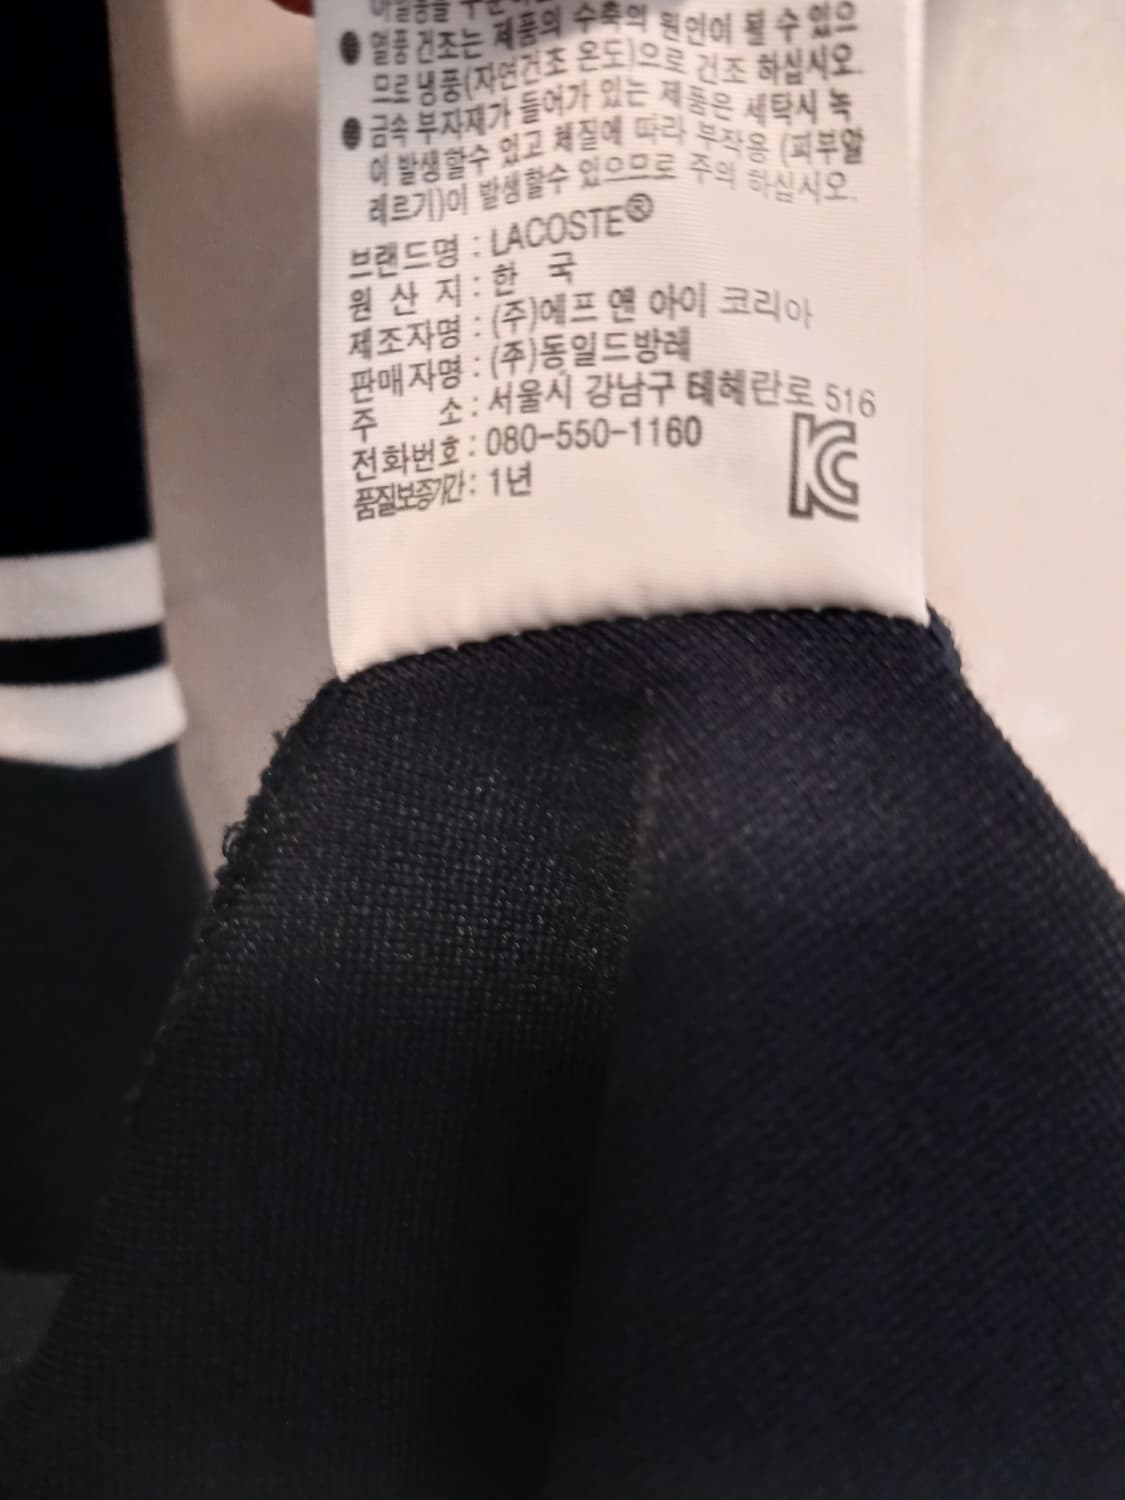 ● 열풍 건조는 제품의 수축의 원인이 될 수 있으
므로 냉풍(자연건조 온도)으로 건조 하십시오.
● 금속 부자재가 들어가 있는 제품은 세탁시 녹
이 발생할수 있고 체질에 따라 부작용 (피부알
레르기)이 발생할수 있으므로 주의 하십시오.
브랜드명 : LACOSTE®
원 산 지 : 한 국
제조자명 : (주)에프 앤 아이 코리아
판매자명 : (주)동일드방레
주 소 : 서울시 강남구 테헤란로 516
전화번호 : 080-550-1160
품질보증기간 : 1년
KC